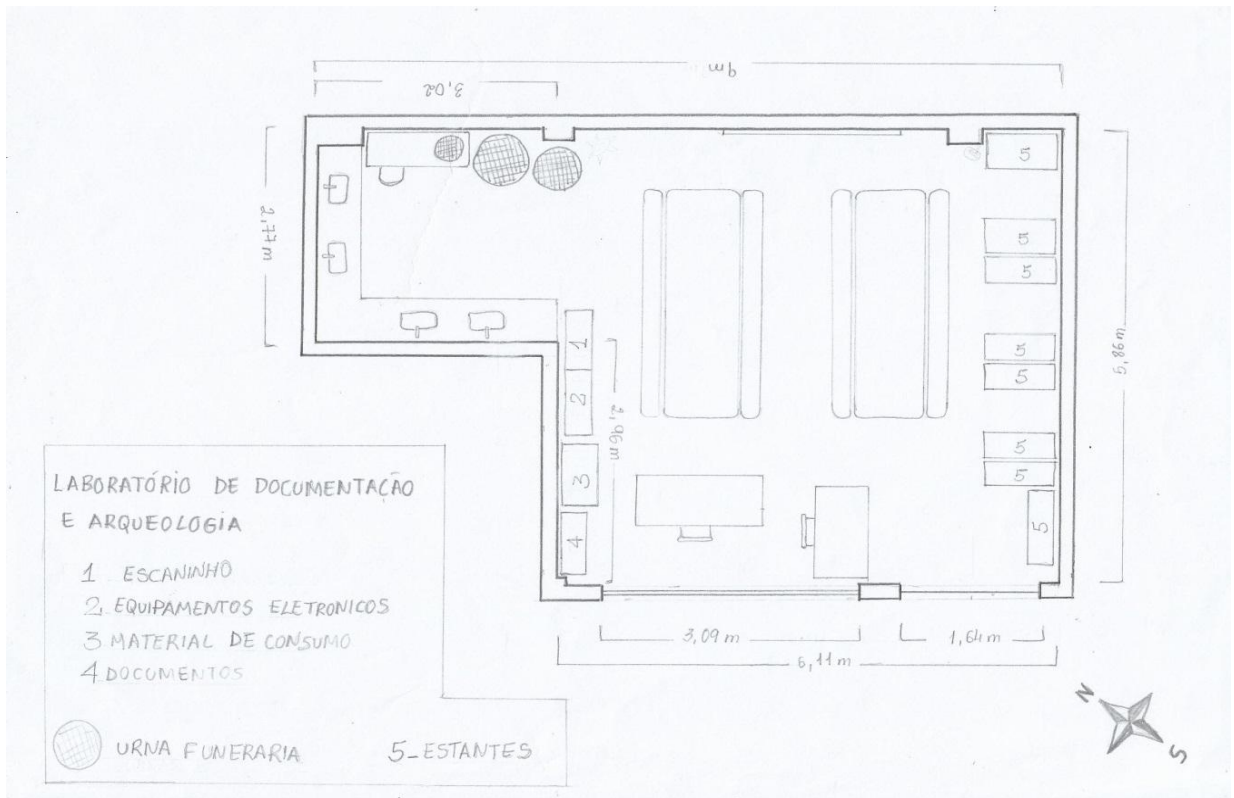 9m
3,02
2,77m
5
5
5
5
5
5
5
5
5,86m
1
2
3
4
2,96m
3,09 m
1,64 m
6,11 m
LABORATÓRIO DE DOCUMENTAÇÃO
E ARQUEOLOGIA
1 ESCANINHO
2 EQUIPAMENTOS ELETRONICOS
3 MATERIAL DE CONSUMO
4 DOCUMENTOS
URNA FUNERARIA 5-ESTANTES
N
S